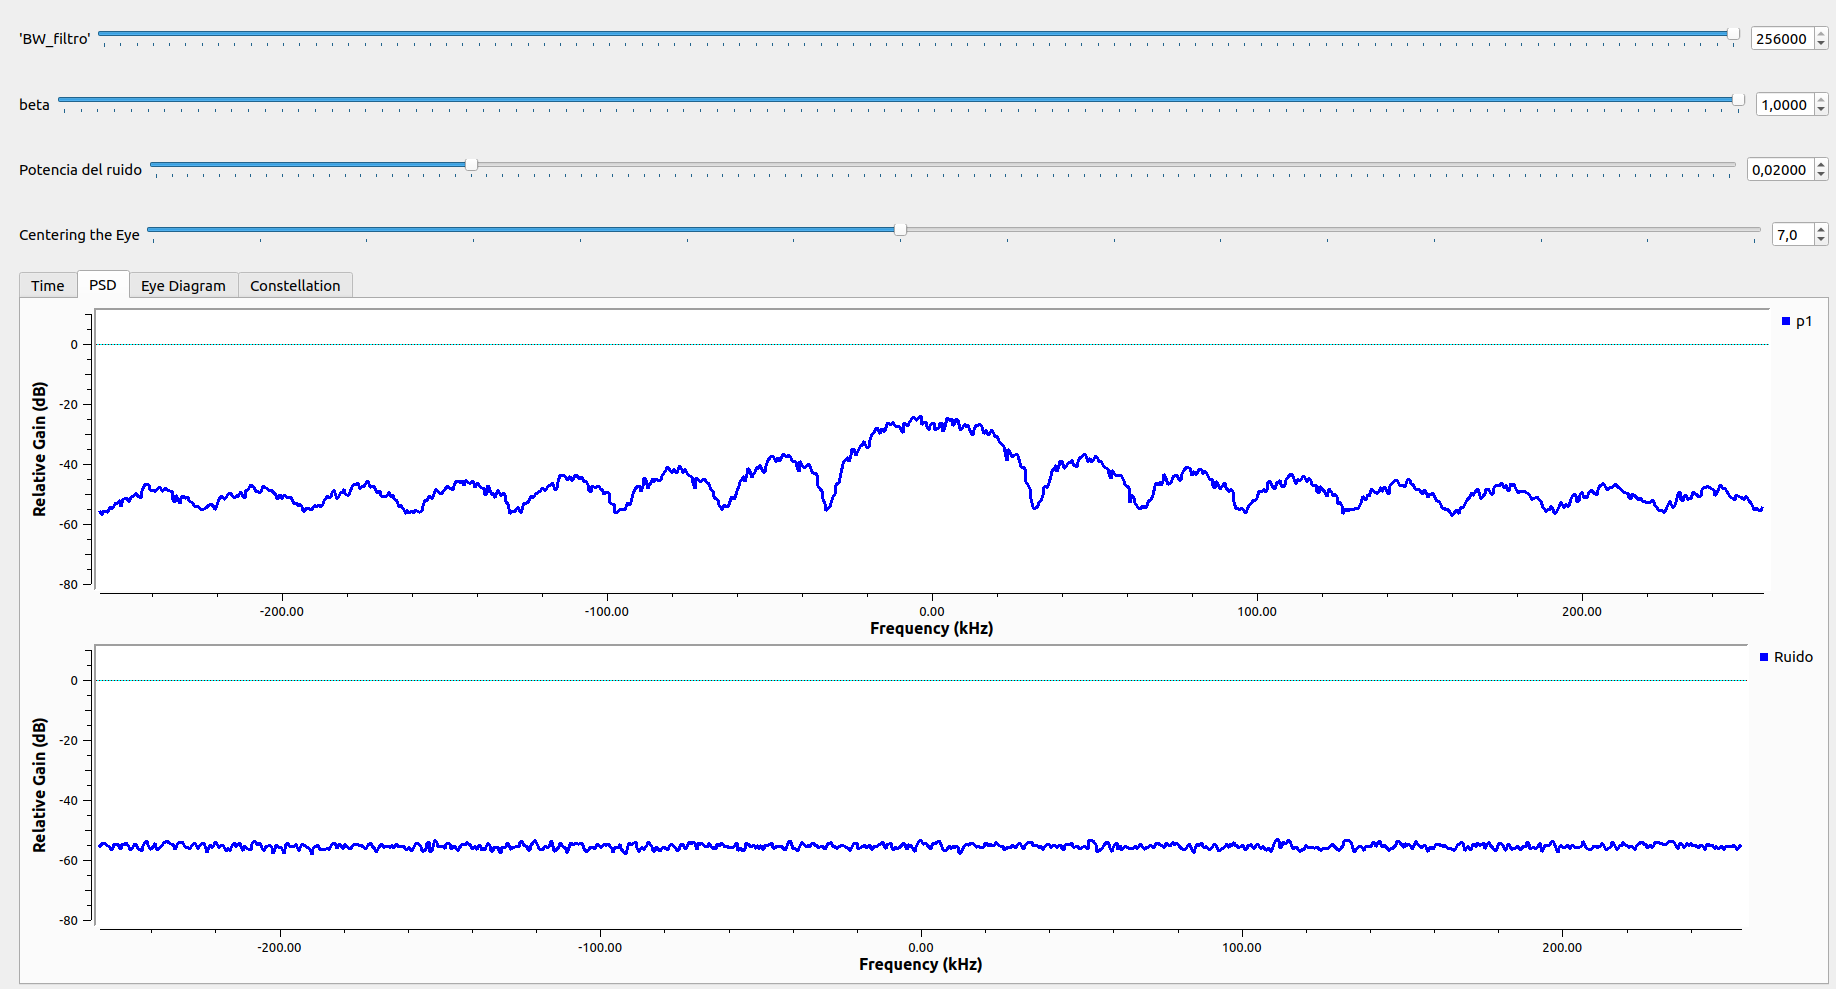 'BW_filtro' 256000
beta 1,0000
Potencia del ruido 0,02000
Centering the Eye 7,0
Time PSD Eye Diagram Constellation
p1
Relative Gain (dB)
0
-20
-40
-60
-80
-200.00 -100.00 0.00 100.00 200.00
Frequency (kHz)
Ruido
Relative Gain (dB)
0
-20
-40
-60
-80
-200.00 -100.00 0.00 100.00 200.00
Frequency (kHz)